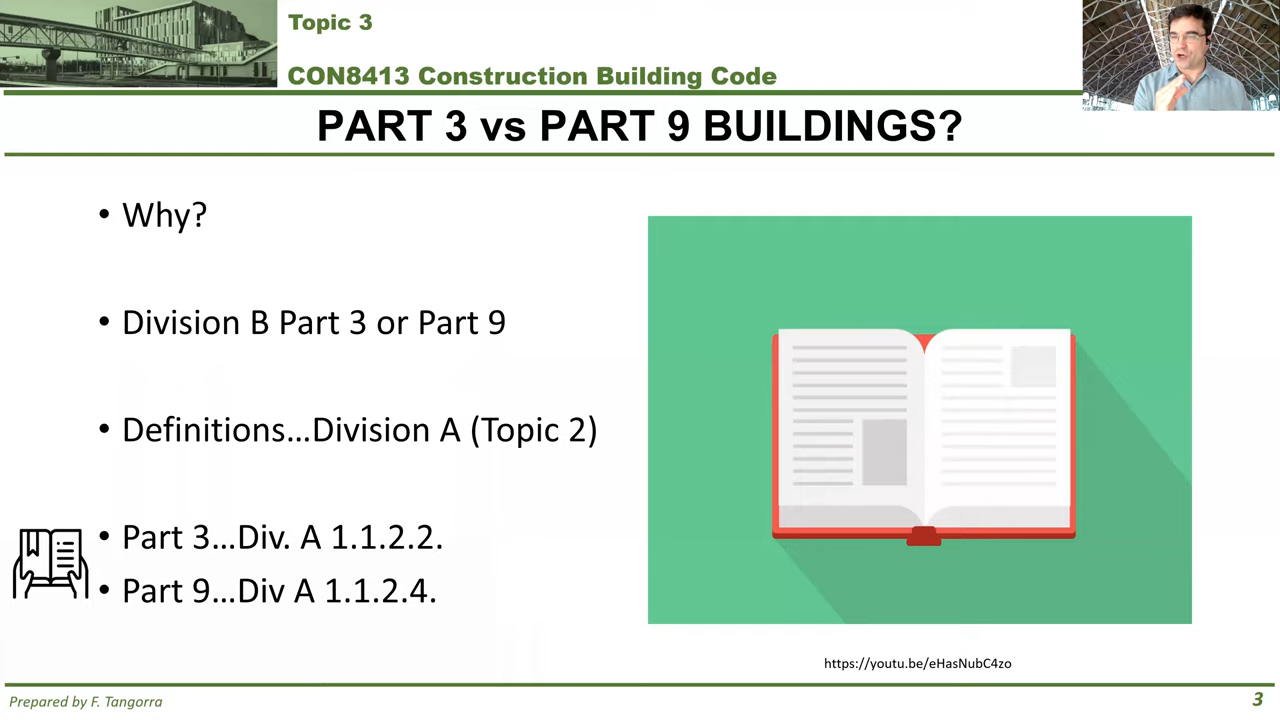 Topic 3
CON8413 Construction Building Code
PART 3 vs PART 9 BUILDINGS?
• Why?
• Division B Part 3 or Part 9
• Definitions…Division A (Topic 2)
• Part 3…Div. A 1.1.2.2.
• Part 9…Div A 1.1.2.4.
https://youtu.be/eHasNubC4zo
Prepared by F. Tangorra
3